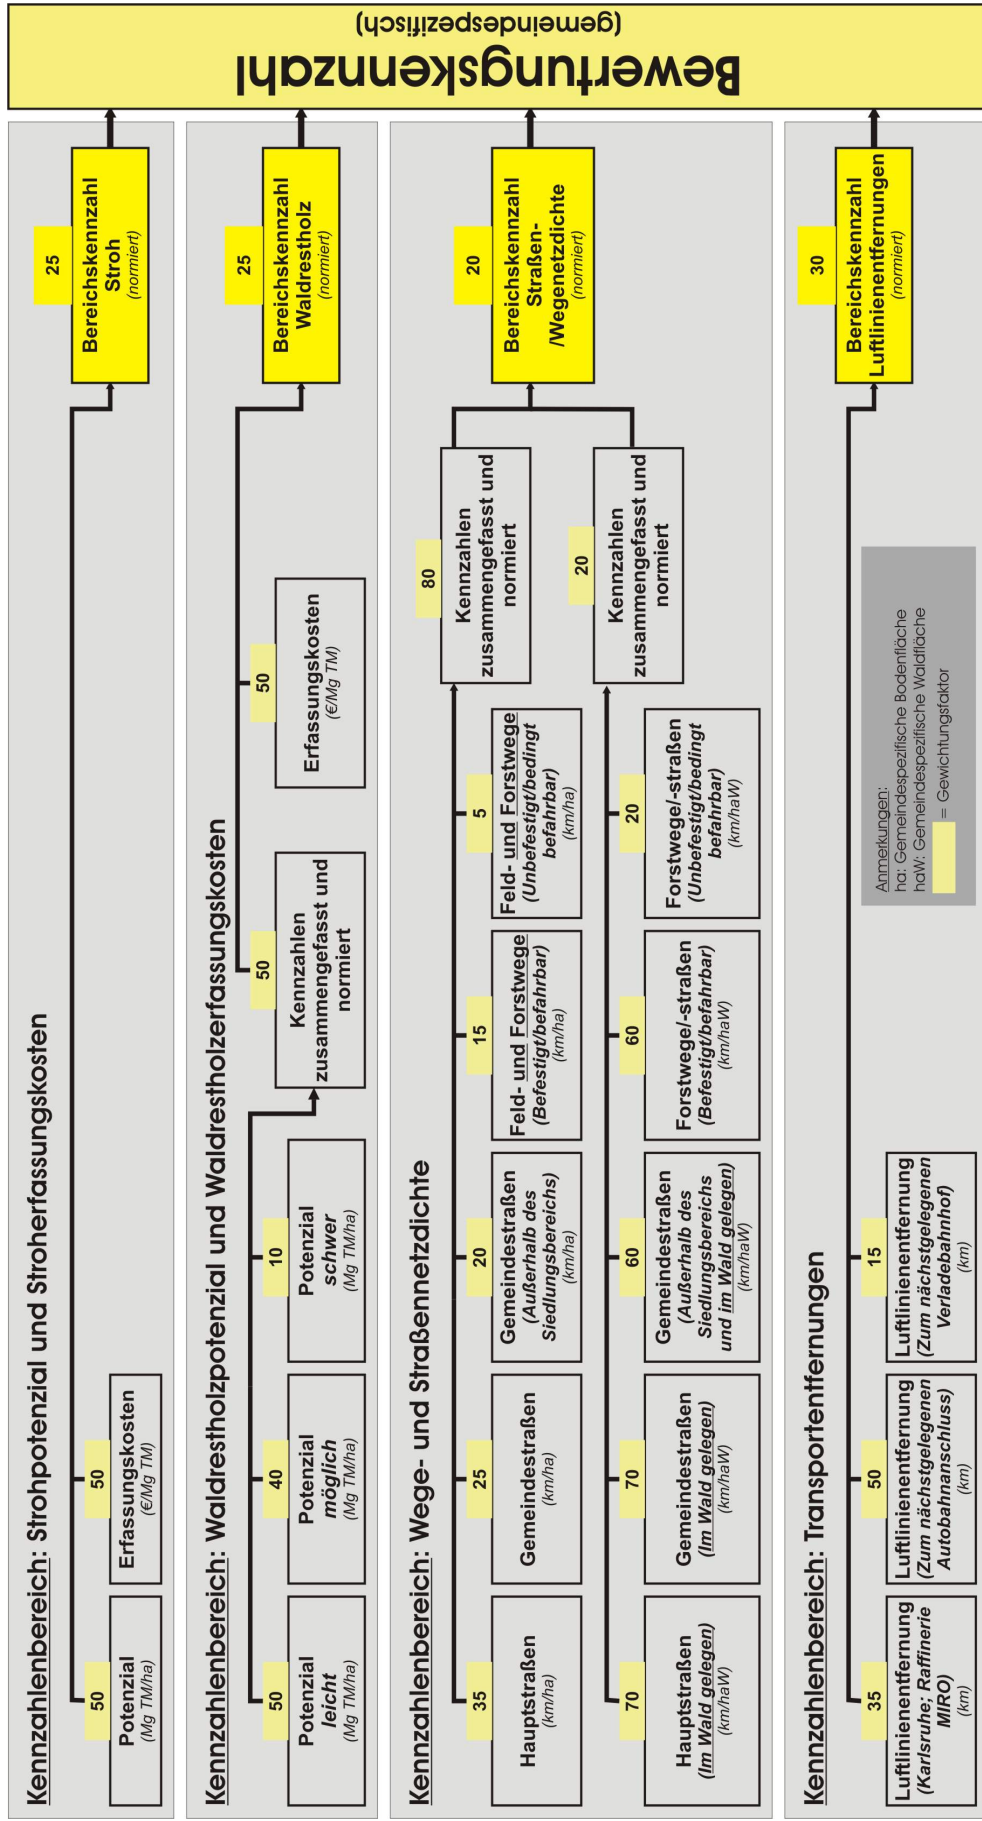 Kennzahlenbereich: Strohpotenzial und Stroherfassungskosten
50
Potenzial
(Mg TM/ha)
50
Erfassungskosten
(€/Mg TM)
25
Bereichskennzahl
Stroh
(normiert)
Kennzahlenbereich: Waldrestholzpotenzial und Waldrestholzerfassungskosten
50
Potenzial
leicht
(Mg TM/ha)
40
Potenzial
möglich
(Mg TM/ha)
10
Potenzial
schwer
(Mg TM/ha)
50
Kennzahlen
zusammengefasst und
normiert
50
Erfassungskosten
(€/Mg TM)
25
Bereichskennzahl
Waldrestholz
(normiert)
Kennzahlenbereich: Wege- und Straßennetzdichte
35
Hauptstraßen
(km/ha)
25
Gemeindestraßen
(km/ha)
20
Gemeindestraßen
(Außerhalb des
Siedlungsbereichs)
(km/ha)
15
Feld- und Forstwege
(Befestigt/befahrbar)
(km/ha)
5
Feld- und Forstwege
(Unbefestigt/bedingt
befahrbar)
(km/ha)
80
Kennzahlen
zusammengefasst und
normiert
70
Hauptstraßen
(Im Wald gelegen)
(km/haW)
70
Gemeindestraßen
(Im Wald gelegen)
(km/haW)
60
Gemeindestraßen
(Außerhalb des
Siedlungsbereichs
und im Wald gelegen)
(km/haW)
60
Forstwege/-straßen
(Befestigt/befahrbar)
(km/haW)
20
Forstwege/-straßen
(Unbefestigt/bedingt
befahrbar)
(km/haW)
20
Kennzahlen
zusammengefasst und
normiert
20
Bereichskennzahl
Straßen-
/Wegenetzdichte
(normiert)
Kennzahlenbereich: Transportentfernungen
35
Luftlinienentfernung
(Karlsruhe; Raffinerie
MIRO)
(km)
50
Luftlinienentfernung
(Zum nächstgelegenen
Autobahnanschluss)
(km)
15
Luftlinienentfernung
(Zum nächstgelegenen
Verladebahnhof)
(km)
30
Bereichskennzahl
Luftlinienentfernungen
(normiert)
Anmerkungen:
ha: Gemeindespezifische Bodenfläche
haW: Gemeindespezifische Waldfläche
= Gewichtungsfaktor
Bewertungskennzahl
(gemeindespezifisch)